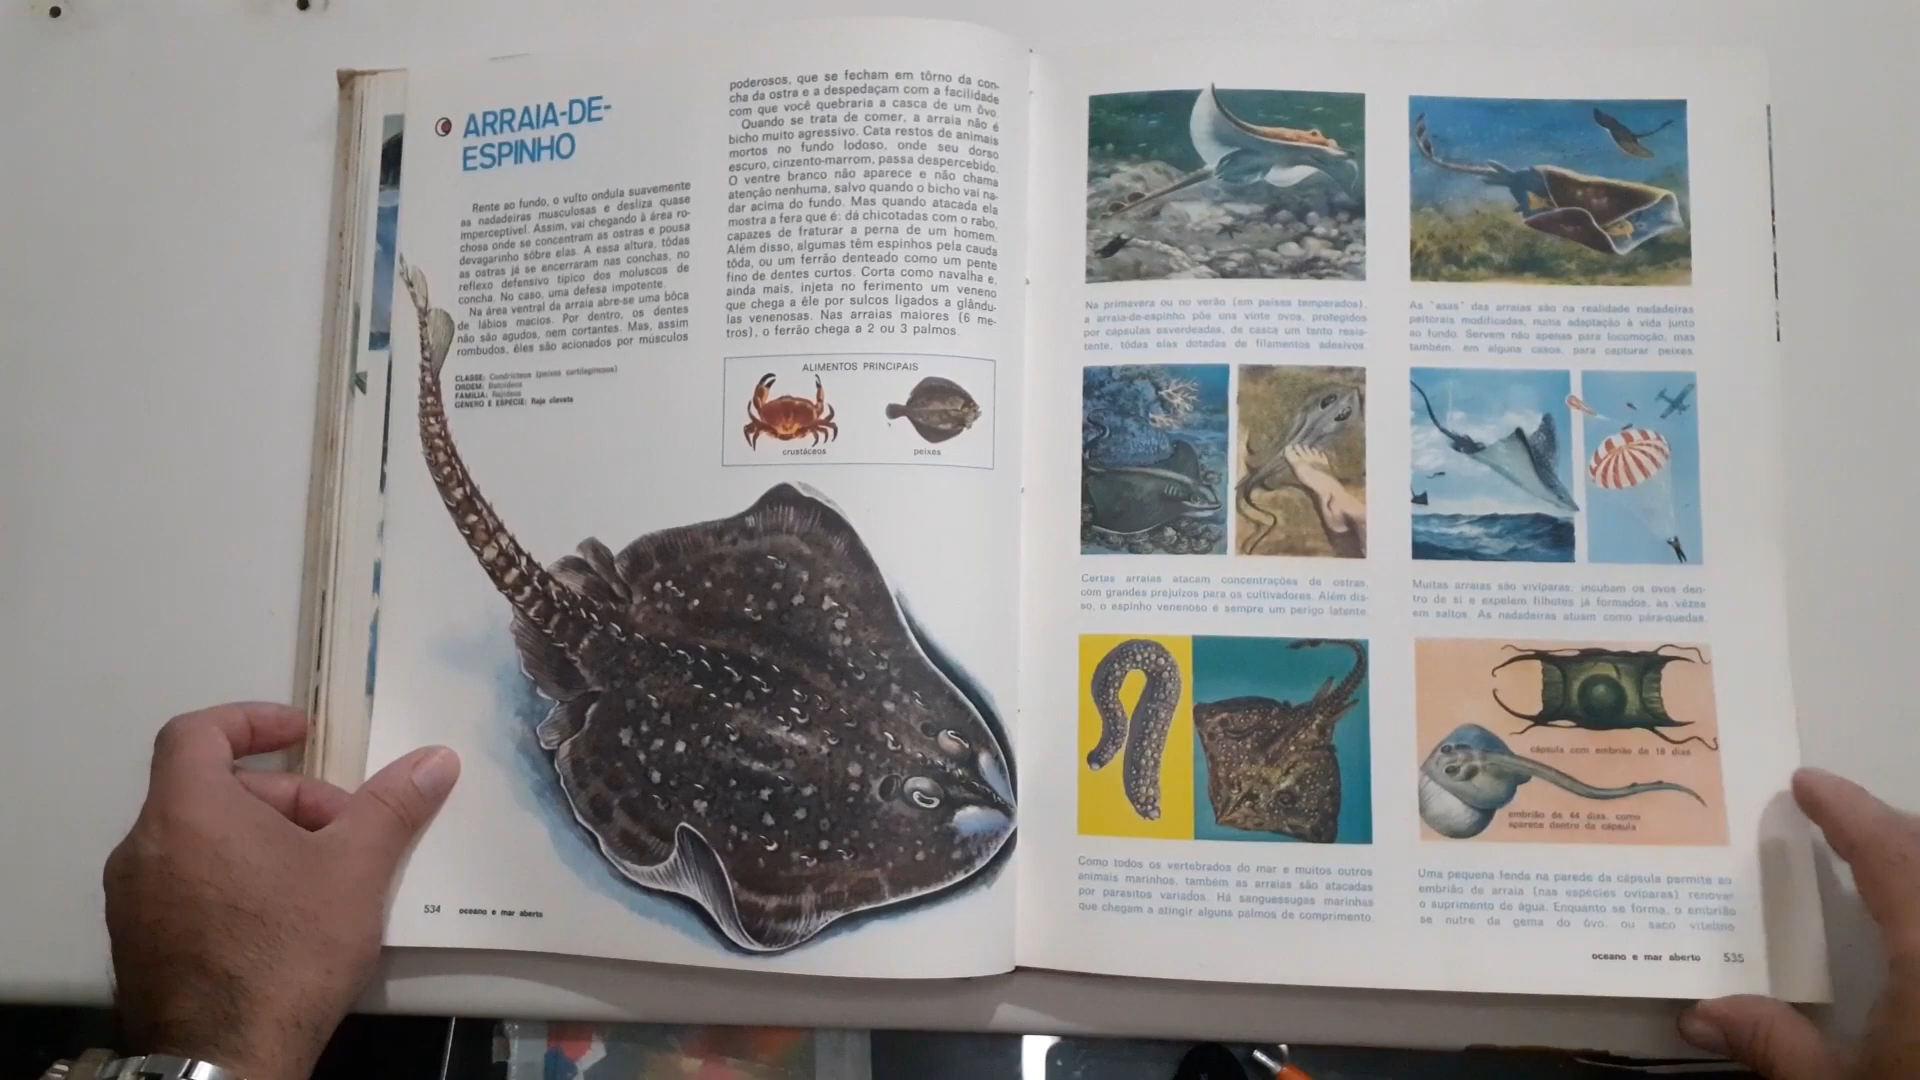 ARRAIA-DE-
ESPINHO
Rente ao fundo, o vulto ondula suavemente
as nadadeiras musculosas e desliza quase
imperceptível. Assim, vai chegando à área ro-
chosa onde se concentram as ostras e pousa
devagarinho sôbre elas. A essa altura, tôdas
as ostras já se encerraram nas conchas, no
reflexo defensivo típico dos moluscos de
concha. No caso, uma defesa impotente.
Na área ventral da arraia abre-se uma bôca
de lábios macios. Por dentro, os dentes
não são agudos, nem cortantes. Mas, assim
rombudos, êles são acionados por músculos
CLASSE: Condrícteos (peixes cartilaginosos)
ORDEM: Batoídeos
FAMÍLIA: Rajídeos
GÊNERO E ESPÉCIE: Raja clavata
poderosos, que se fecham em tôrno da con-
cha da ostra e a despedaçam com a facilidade
com que você quebraria a casca de um ôvo.
Quando se trata de comer, a arraia não é
bicho muito agressivo. Cata restos de animais
mortos no fundo lodoso, onde seu dorso
escuro, cinzento-marrom, passa despercebido.
O ventre branco não aparece e não chama
atenção nenhuma, salvo quando o bicho vai na-
dar acima do fundo. Mas quando atacada ela
mostra a fera que é: dá chicotadas com o rabo,
capazes de fraturar a perna de um homem.
Além disso, algumas têm espinhos pela cauda
tôda, ou um ferrão denteado como um pente
fino de dentes curtos. Corta como navalha e,
ainda mais, injeta no ferimento um veneno
que chega a êle por sulcos ligados a glându-
las venenosas. Nas arraias maiores (6 me-
tros), o ferrão chega a 2 ou 3 palmos.
ALIMENTOS PRINCIPAIS
crustáceos
peixes
534 oceano e mar aberto
Na primavera ou no verão (em países temperados),
a arraia-de-espinho põe uns vinte ovos, protegidos
por cápsulas esverdeadas, de casca um tanto resis-
tente, tôdas elas dotadas de filamentos adesivos.
As "asas" das arraias são na realidade nadadeiras
peitorais modificadas, numa adaptação à vida junto
ao fundo. Servem não apenas para locomoção, mas
também, em alguns casos, para capturar peixes.
Certas arraias atacam concentrações de ostras,
com grandes prejuízos para os cultivadores. Além dis-
so, o espinho venenoso é sempre um perigo latente.
Muitas arraias são vivíparas: incubam os ovos den-
tro de si e expelem filhotes já formados, às vêzes
em saltos. As nadadeiras atuam como pára-quedas.
cápsula com embrião de 18 dias
embrião de 44 dias, como
aparece dentro da cápsula
Como todos os vertebrados do mar e muitos outros
animais marinhos, também as arraias são atacadas
por parasitos variados. Há sanguessugas marinhas
que chegam a atingir alguns palmos de comprimento.
Uma pequena fenda na parede da cápsula permite ao
embrião de arraia (nas espécies ovíparas) renovar
o suprimento de água. Enquanto se forma, o embrião
se nutre da gema do ôvo, ou saco vitelino
oceano e mar aberto 535